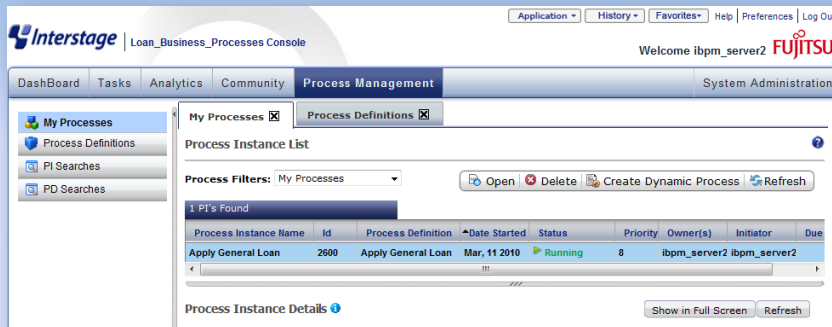 Application History Favorites Help Preferences Log Ou
Interstage Loan_Business_Processes Console
Welcome ibpm_server2 FUJITSU
DashBoard Tasks Analytics Community Process Management System Administration
My Processes
Process Definitions
PI Searches
PD Searches
My Processes Process Definitions
Process Instance List
Process Filters: My Processes Open Delete Create Dynamic Process Refresh
1 PI's Found
Process Instance Name Id Process Definition Date Started Status Priority Owner(s) Initiator Due
Apply General Loan 2600 Apply General Loan Mar, 11 2010 Running 8 ibpm_server2 ibpm_server2
Process Instance Details Show in Full Screen Refresh